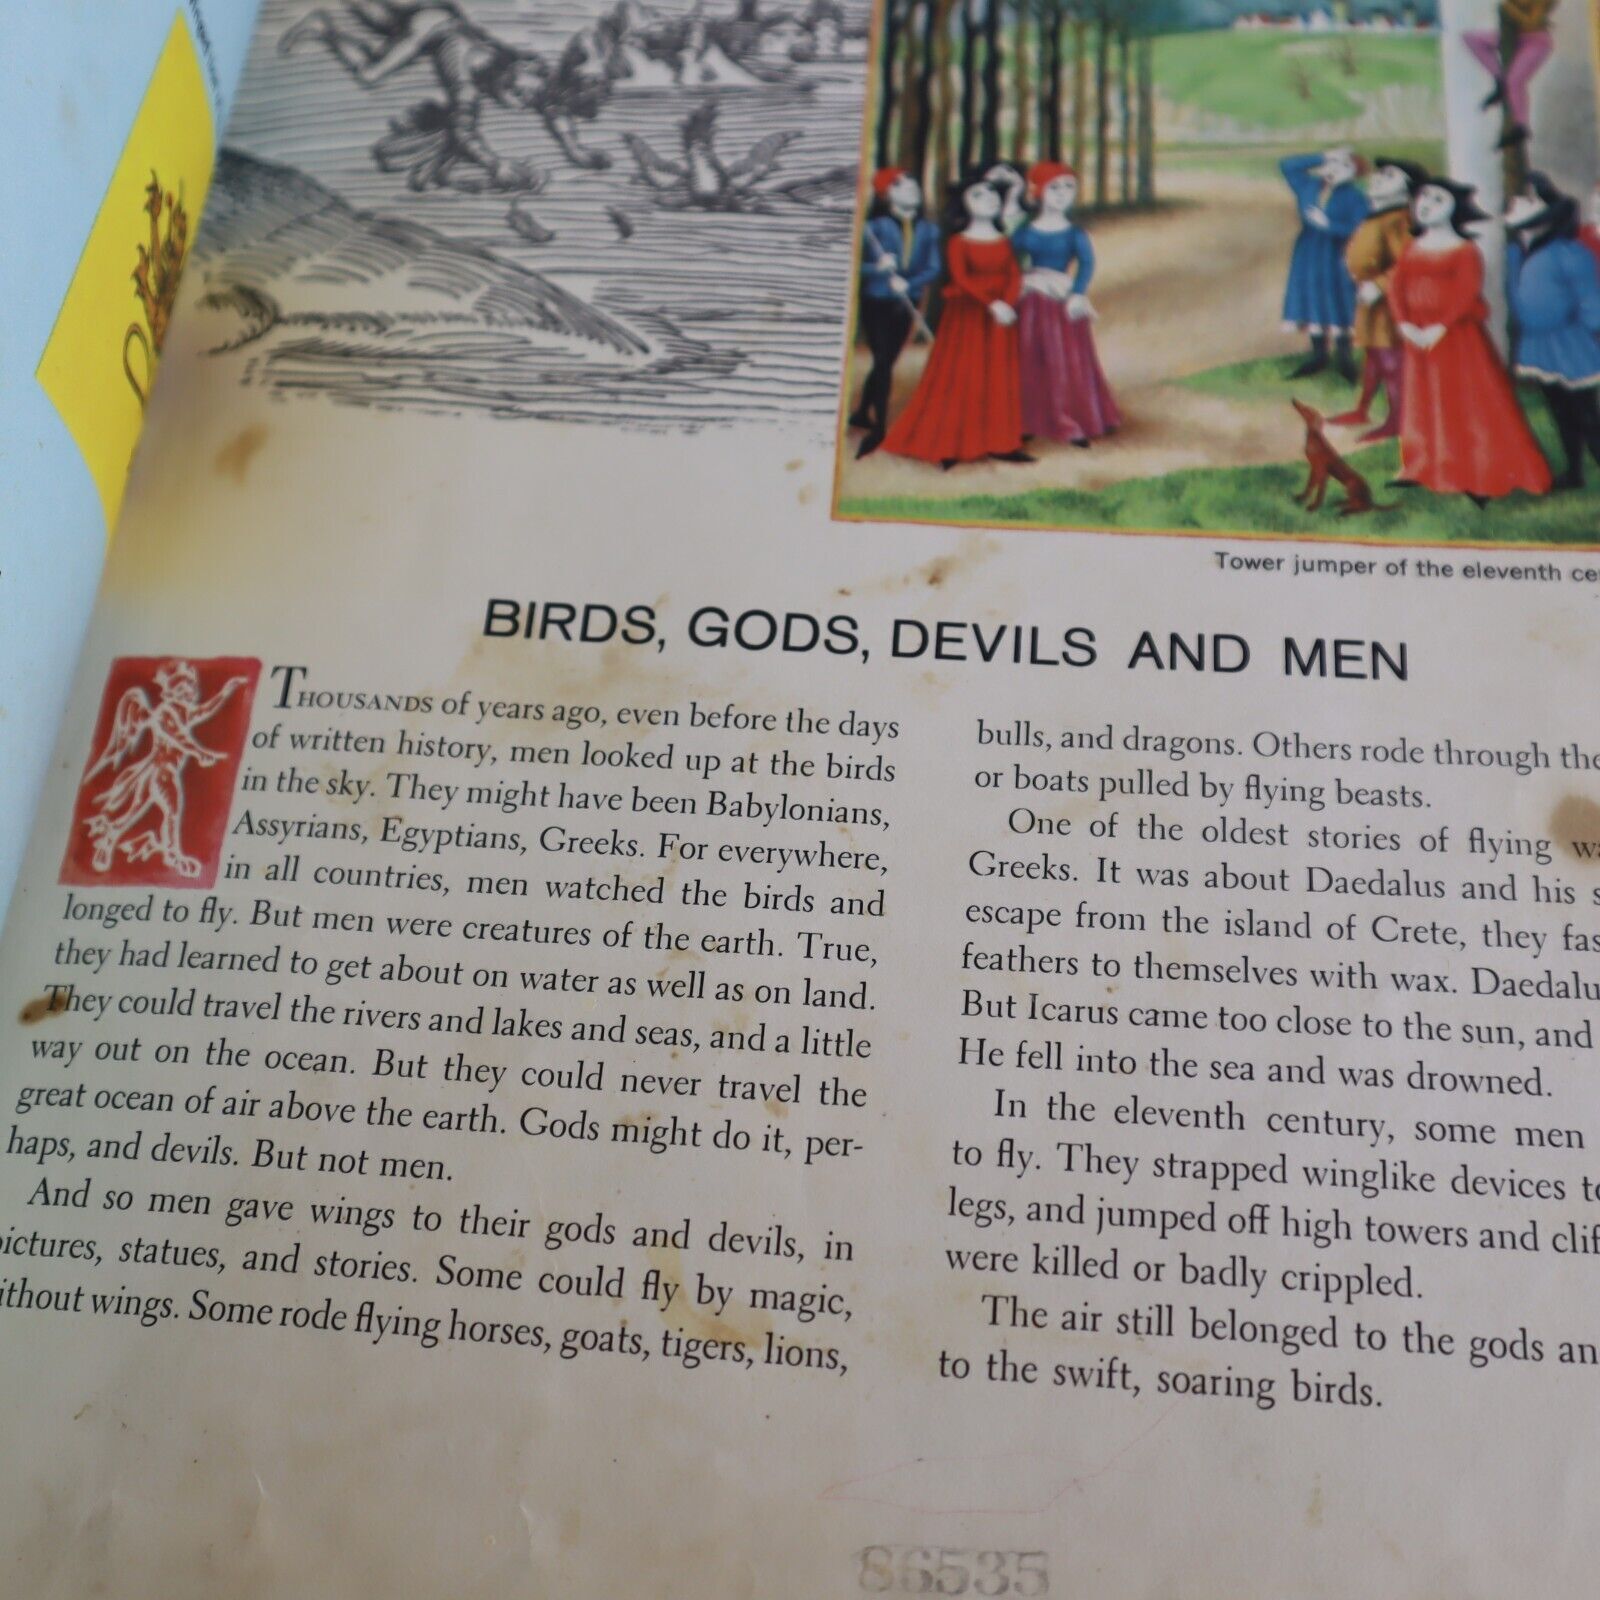 Tower jumper of the eleventh
BIRDS, GODS, DEVILS AND MEN
THOUSANDS of years ago, even before the days
of written history, men looked up at the birds
in the sky. They might have been Babylonians,
Assyrians, Egyptians, Greeks. For everywhere,
in all countries, men watched the birds and
longed to fly. But men were creatures of the earth. True,
they had learned to get about on water as well as on land.
They could travel the rivers and lakes and seas, and a little
way out on the ocean. But they could never travel the
great ocean of air above the earth. Gods might do it, per-
haps, and devils. But not men.
And so men gave wings to their gods and devils, in
ictures, statues, and stories. Some could fly by magic,
ithout wings. Some rode flying horses, goats, tigers, lions,
bulls, and dragons. Others rode through the
or boats pulled by flying beasts.
One of the oldest stories of flying
Greeks. It was about Daedalus and his
escape from the island of Crete, they
feathers to themselves with wax. Daedalu
But Icarus came too close to the sun, and
He fell into the sea and was drowned.
In the eleventh century, some men
to fly. They strapped winglike devices
legs, and jumped off high towers and clif
were killed or badly crippled.
The air still belonged to the gods an
to the swift, soaring birds.
86535